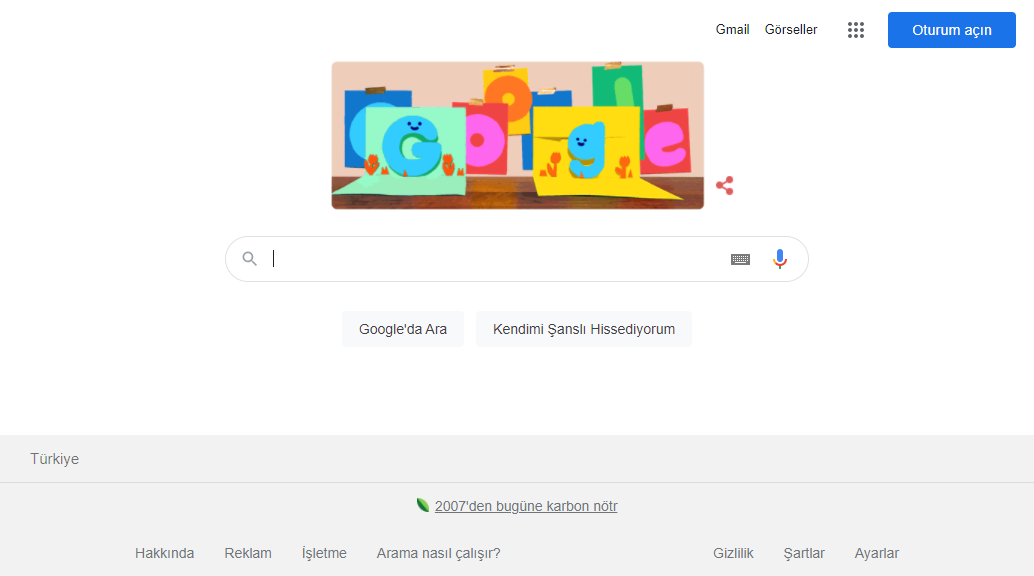 Gmail Görseller Oturum açın
Google
Google'da Ara Kendimi Şanslı Hissediyorum
Türkiye
2007'den bugüne karbon nötr
Hakkında Reklam İşletme Arama nasıl çalışır? Gizlilik Şartlar Ayarlar